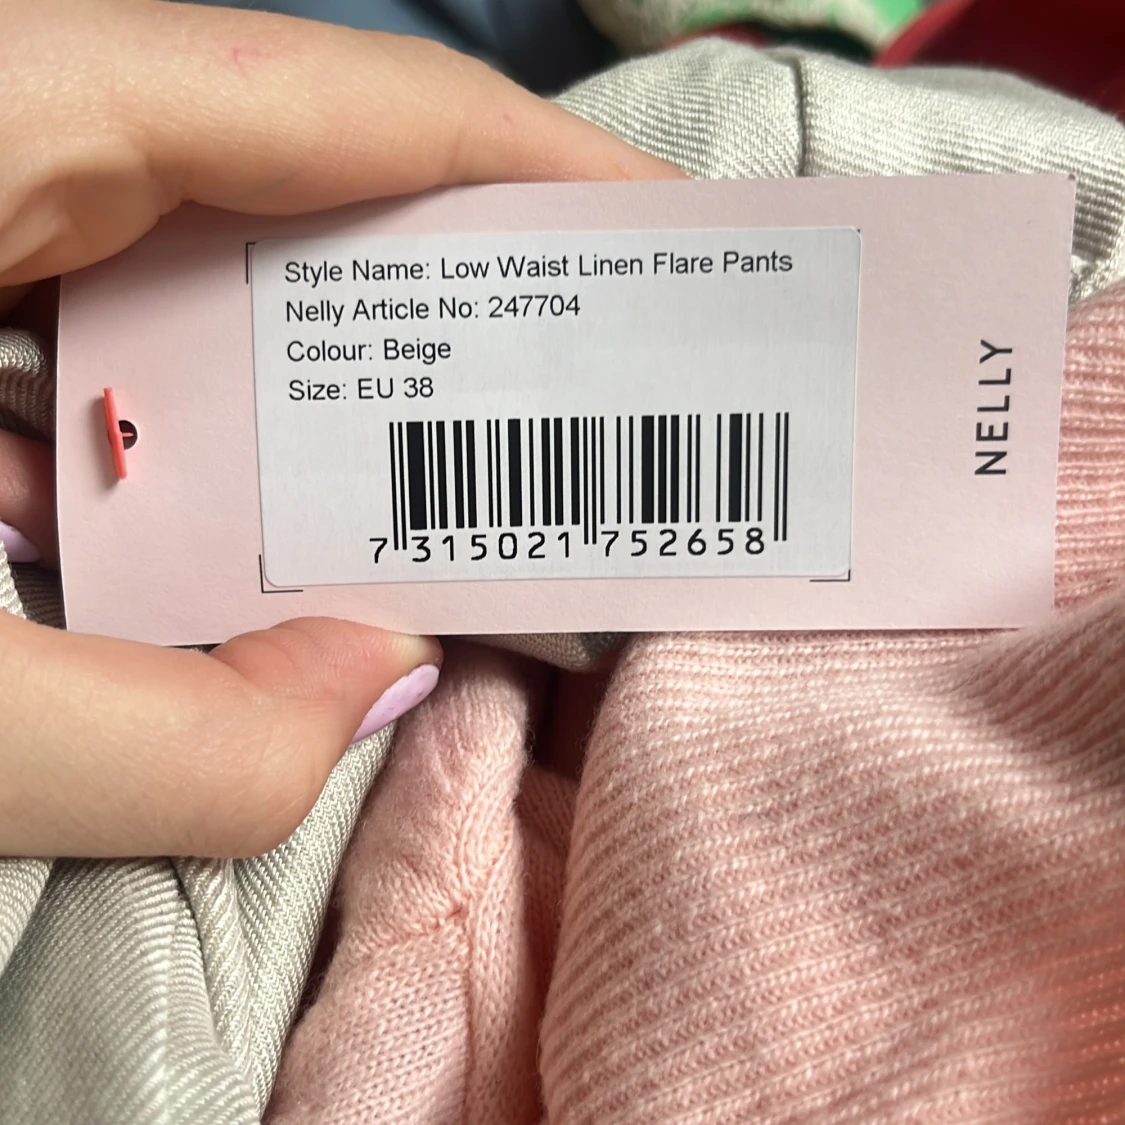 Style Name: Low Waist Linen Flare Pants
Nelly Article No: 247704
Colour: Beige
Size: EU 38
7 315021 752658
NELLY